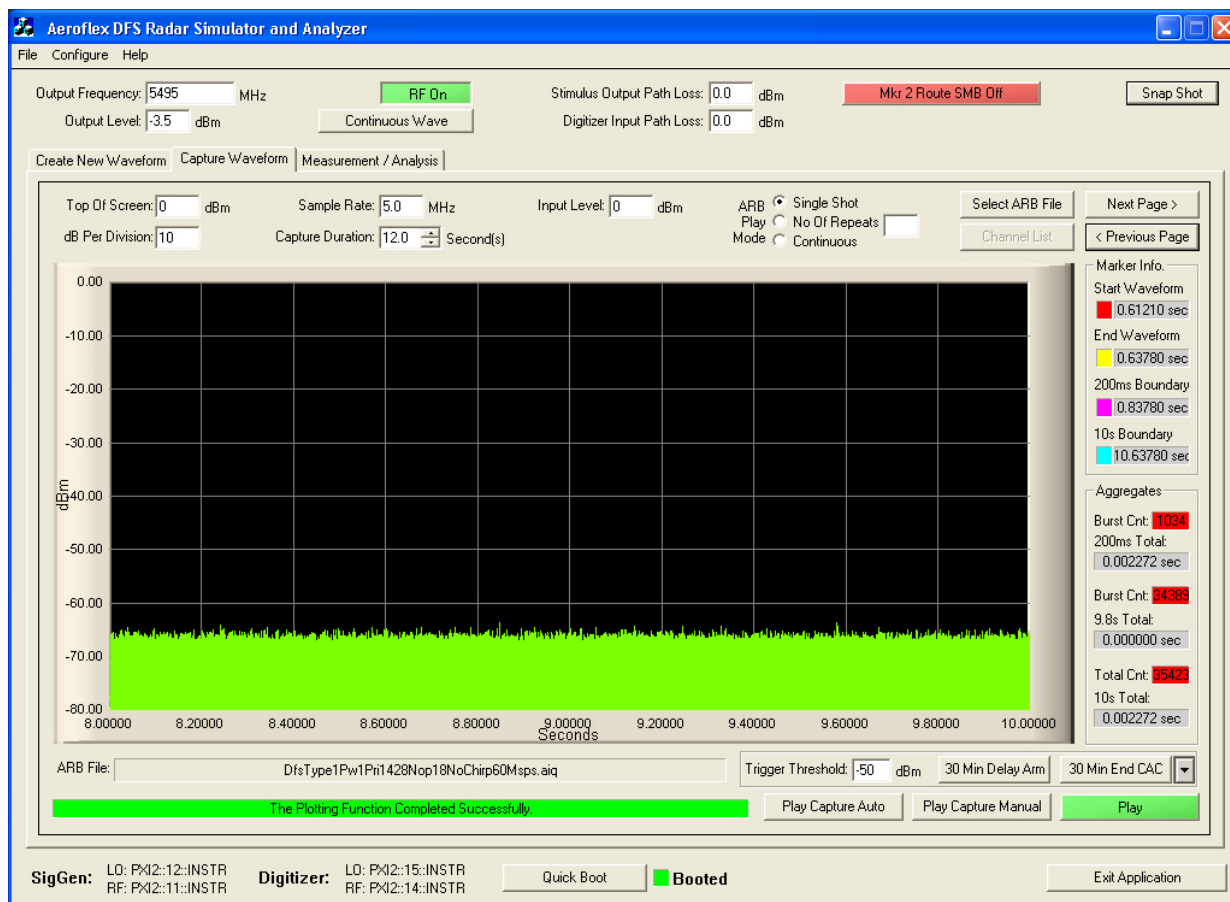 Aeroflex DFS Radar Simulator and Analyzer
File Configure Help
Output Frequency: 5495 MHz RF On Stimulus Output Path Loss: 0.0 dBm Mkr 2 Route SMB Off Snap Shot
Output Level: -3.5 dBm Continuous Wave Digitizer Input Path Loss: 0.0 dBm
Create New Waveform Capture Waveform Measurement / Analysis
Top Of Screen: 0 dBm Sample Rate: 5.0 MHz Input Level: 0 dBm ARB Play Mode Single Shot Select ARB File Next Page >
No Of Repeats
dB Per Division: 10 Capture Duration: 12.0 Second(s) Continuous Channel List < Previous Page
Marker Info.
Start Waveform
0.61210 sec
End Waveform
0.63780 sec
200ms Boundary
0.83780 sec
10s Boundary
10.63780 sec
Aggregates
Burst Cnt: 1034
200ms Total:
0.002272 sec
Burst Cnt: 34389
9.8s Total:
0.000000 sec
Total Cnt: 35423
10s Total:
0.002272 sec
0.00
-10.00
-20.00
-30.00
-40.00
-50.00
-60.00
-70.00
-80.00
dBm
8.00000 8.20000 8.40000 8.60000 8.80000 9.00000 9.20000 9.40000 9.60000 9.80000 10.00000
Seconds
ARB File: DfsType1Pw1Pri1428Nop18NoChirp60Msps.aiq Trigger Threshold: -50 dBm 30 Min Delay Arm 30 Min End CAC
The Plotting Function Completed Successfully. Play Capture Auto Play Capture Manual Play
SigGen: LO: PXI2::12::INSTR Digitizer: LO: PXI2::15::INSTR Quick Boot Booted Exit Application
RF: PXI2::11::INSTR RF: PXI2::14::INSTR